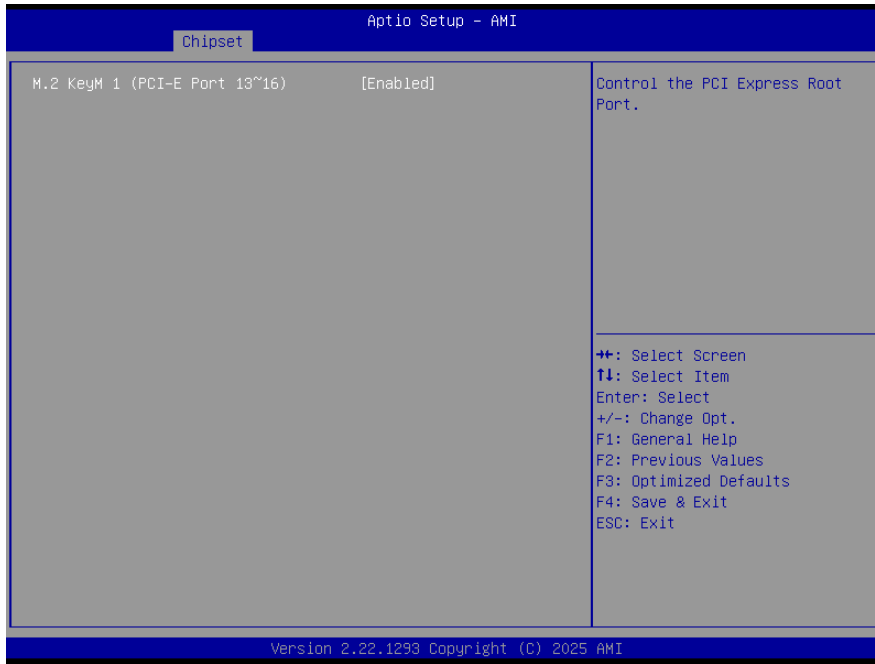 Aptio Setup – AMI
Chipset
M.2 KeyM 1 (PCI-E Port 13~16) [Enabled]
Control the PCI Express Root
Port.
→←: Select Screen
↑↓: Select Item
Enter: Select
+/-: Change Opt.
F1: General Help
F2: Previous Values
F3: Optimized Defaults
F4: Save & Exit
ESC: Exit
Version 2.22.1293 Copyright (C) 2025 AMI